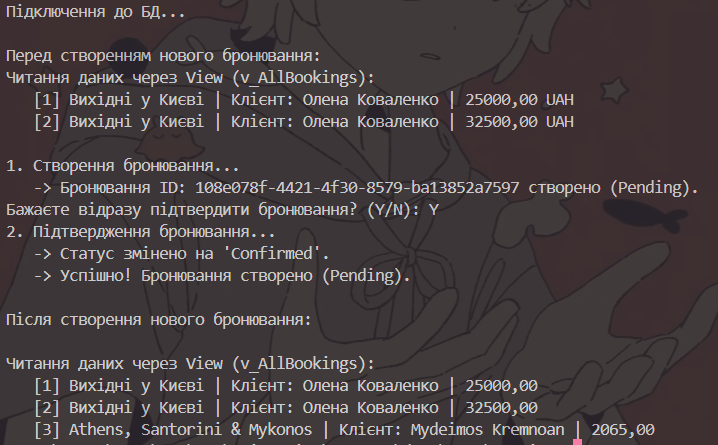 Підключення до БД...
Перед створенням нового бронювання:
Читання даних через View (v_AllBookings):
[1] Вихідні у Києві | Клієнт: Олена Коваленко | 25000,00 UAH
[2] Вихідні у Києві | Клієнт: Олена Коваленко | 32500,00 UAH
1. Створення бронювання...
-> Бронювання ID: 108e078f-4421-4f30-8579-ba13852a7597 створено (Pending).
Бажаєте відразу підтвердити бронювання? (Y/N): Y
2. Підтвердження бронювання...
-> Статус змінено на 'Confirmed'.
-> Успішно! Бронювання створено (Pending).
Після створення нового бронювання:
Читання даних через View (v_AllBookings):
[1] Вихідні у Києві | Клієнт: Олена Коваленко | 25000,00
[2] Вихідні у Києві | Клієнт: Олена Коваленко | 32500,00
[3] Athens, Santorini & Mykonos | Клієнт: Mydeimos Kremnoan | 2065,00